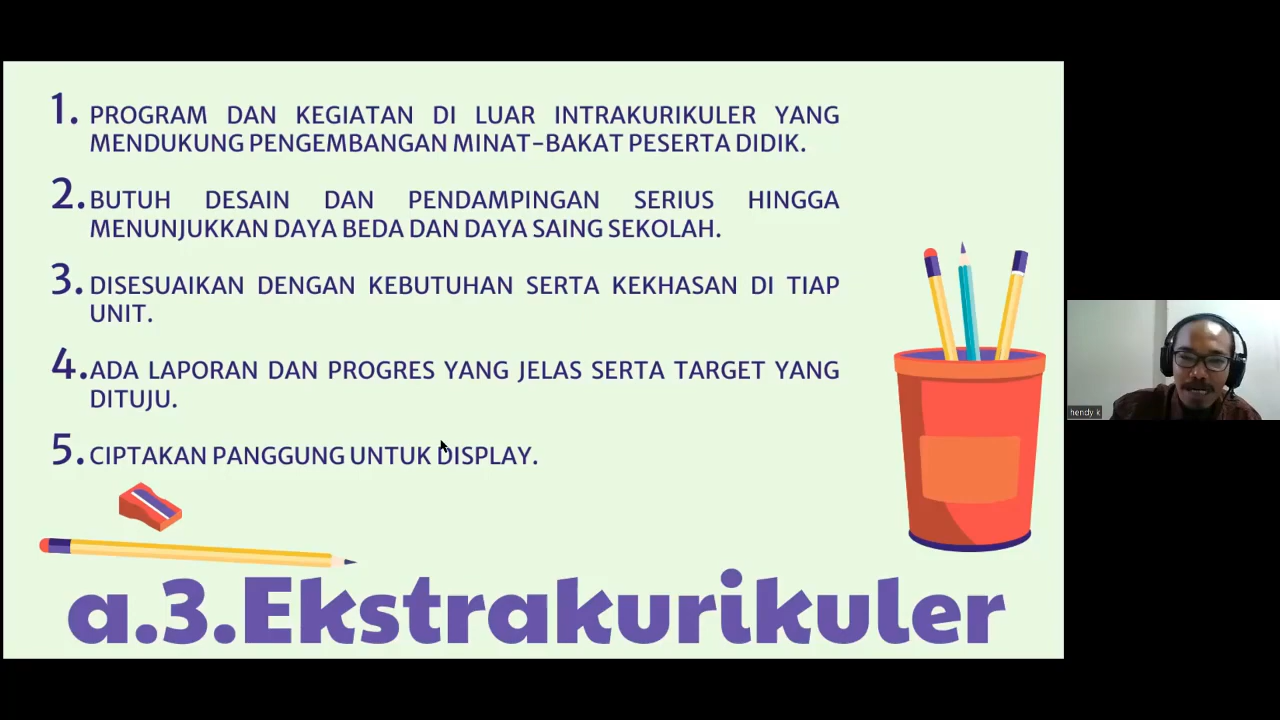 1. PROGRAM DAN KEGIATAN DI LUAR INTRAKURIKULER YANG
MENDUKUNG PENGEMBANGAN MINAT-BAKAT PESERTA DIDIK.
2. BUTUH DESAIN DAN PENDAMPINGAN SERIUS HINGGA
MENUNJUKKAN DAYA BEDA DAN DAYA SAING SEKOLAH.
3. DISESUAIKAN DENGAN KEBUTUHAN SERTA KEKHASAN DI TIAP
UNIT.
4. ADA LAPORAN DAN PROGRES YANG JELAS SERTA TARGET YANG
DITUJU.
5. CIPTAKAN PANGGUNG UNTUK DISPLAY.
a.3.Ekstrakurikuler
hendy k